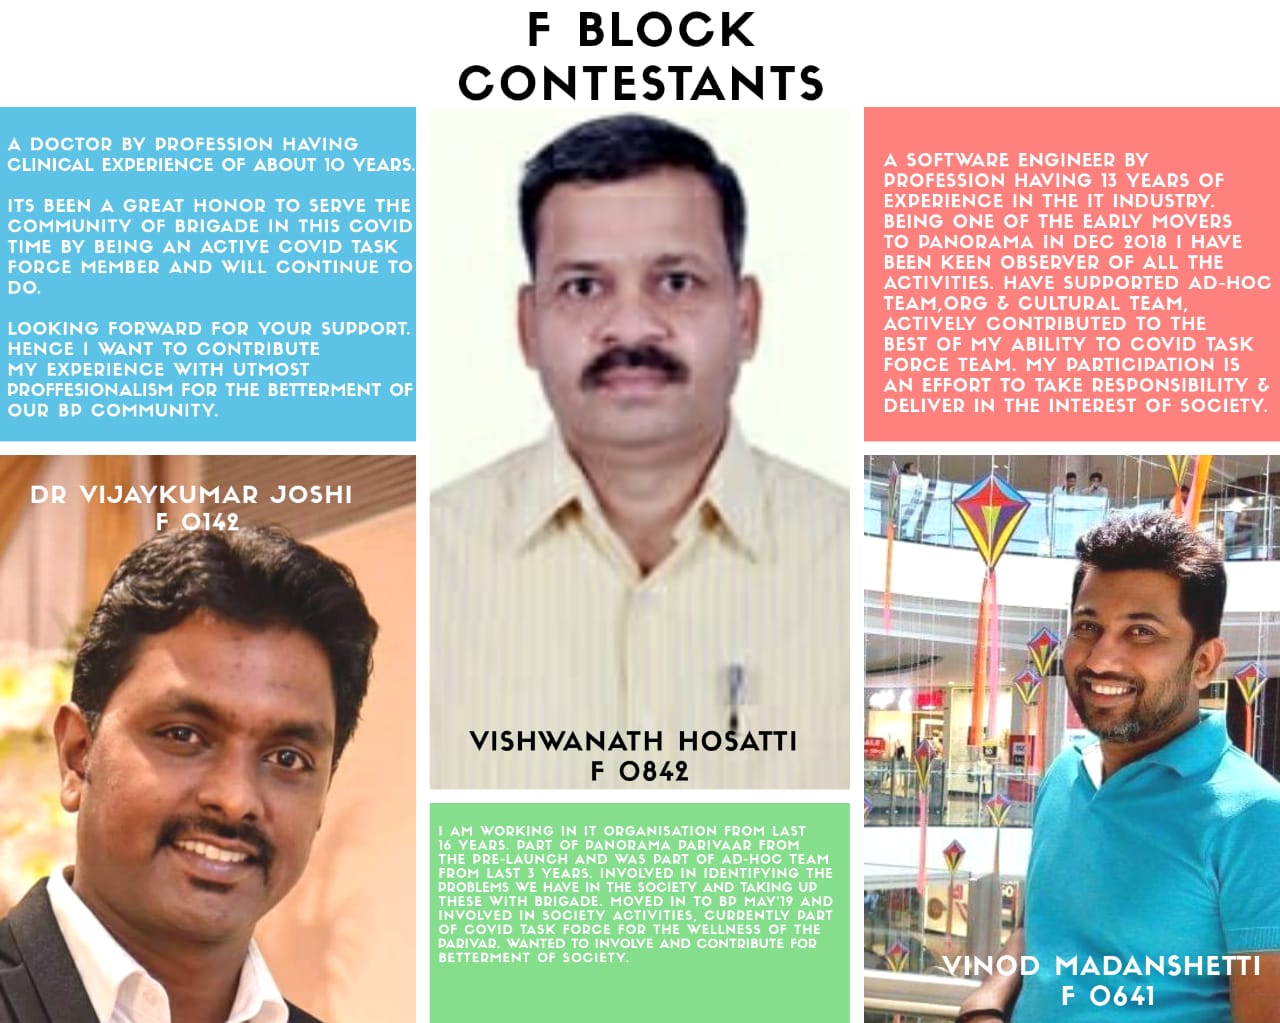 F BLOCK
CONTESTANTS
A DOCTOR BY PROFESSION HAVING
CLINICAL EXPERIENCE OF ABOUT 10 YEARS.
ITS BEEN A GREAT HONOR TO SERVE THE
COMMUNITY OF BRIGADE IN THIS COVID
TIME BY BEING AN ACTIVE COVID TASK
FORCE MEMBER AND WILL CONTINUE TO
DO.
LOOKING FORWARD FOR YOUR SUPPORT.
HENCE I WANT TO CONTRIBUTE
MY EXPERIENCE WITH UTMOST
PROFFESIONALISM FOR THE BETTERMENT OF
OUR BP COMMUNITY.
DR VIJAYKUMAR JOSHI
F 0142
VISHWANATH HOSATTI
F 0842
I AM WORKING IN IT ORGANISATION FROM LAST
16 YEARS. PART OF PANORAMA PARIVAAR FROM
THE PRE-LAUNCH AND WAS PART OF AD-HOC TEAM
FROM LAST 3 YEARS. INVOLVED IN IDENTIFYING THE
PROBLEMS WE HAVE IN THE SOCIETY AND TAKING UP
THESE WITH BRIGADE. MOVED IN TO BP MAY'19 AND
INVOLVED IN SOCIETY ACTIVITIES, CURRENTLY PART
OF COVID TASK FORCE FOR THE WELLNESS OF THE
PARIVAR. WANTED TO INVOLVE AND CONTRIBUTE FOR
BETTERMENT OF SOCIETY.
A SOFTWARE ENGINEER BY
PROFESSION HAVING 13 YEARS OF
EXPERIENCE IN THE IT INDUSTRY.
BEING ONE OF THE EARLY MOVERS
TO PANORAMA IN DEC 2018 I HAVE
BEEN KEEN OBSERVER OF ALL THE
ACTIVITIES. HAVE SUPPORTED AD-HOC
TEAM,ORG & CULTURAL TEAM,
ACTIVELY CONTRIBUTED TO THE
BEST OF MY ABILITY TO COVID TASK
FORCE TEAM. MY PARTICIPATION IS
AN EFFORT TO TAKE RESPONSIBILITY &
DELIVER IN THE INTEREST OF SOCIETY.
VINOD MADANSHETTI
F 0641